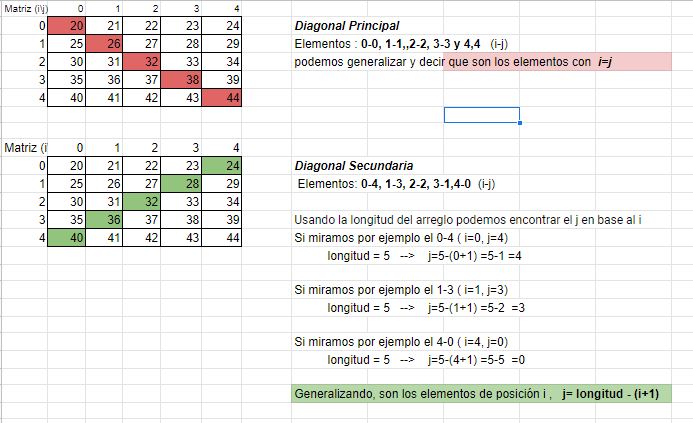 Matriz (i\j) 0 1 2 3 4
0 20 21 22 23 24 Diagonal Principal
1 25 26 27 28 29 Elementos : 0-0, 1-1,,2-2, 3-3 y 4,4 (i-j)
2 30 31 32 33 34 podemos generalizar y decir que son los elementos con i=j
3 35 36 37 38 39
4 40 41 42 43 44
Matriz (i 0 1 2 3 4
0 20 21 22 23 24 Diagonal Secundaria
1 25 26 27 28 29 Elementos: 0-4, 1-3, 2-2, 3-1,4-0 (i-j)
2 30 31 32 33 34
3 35 36 37 38 39 Usando la longitud del arreglo podemos encontrar el j en base al i
4 40 41 42 43 44 Si miramos por ejemplo el 0-4 ( i=0, j=4)
longitud = 5 --> j=5-(0+1) =5-1 =4
Si miramos por ejemplo el 1-3 ( i=1, j=3)
longitud = 5 --> j=5-(1+1) =5-2 =3
Si miramos por ejemplo el 4-0 ( i=4, j=0)
longitud = 5 --> j=5-(4+1) =5-5 =0
Generalizando, son los elementos de posición i , j= longitud - (i+1)